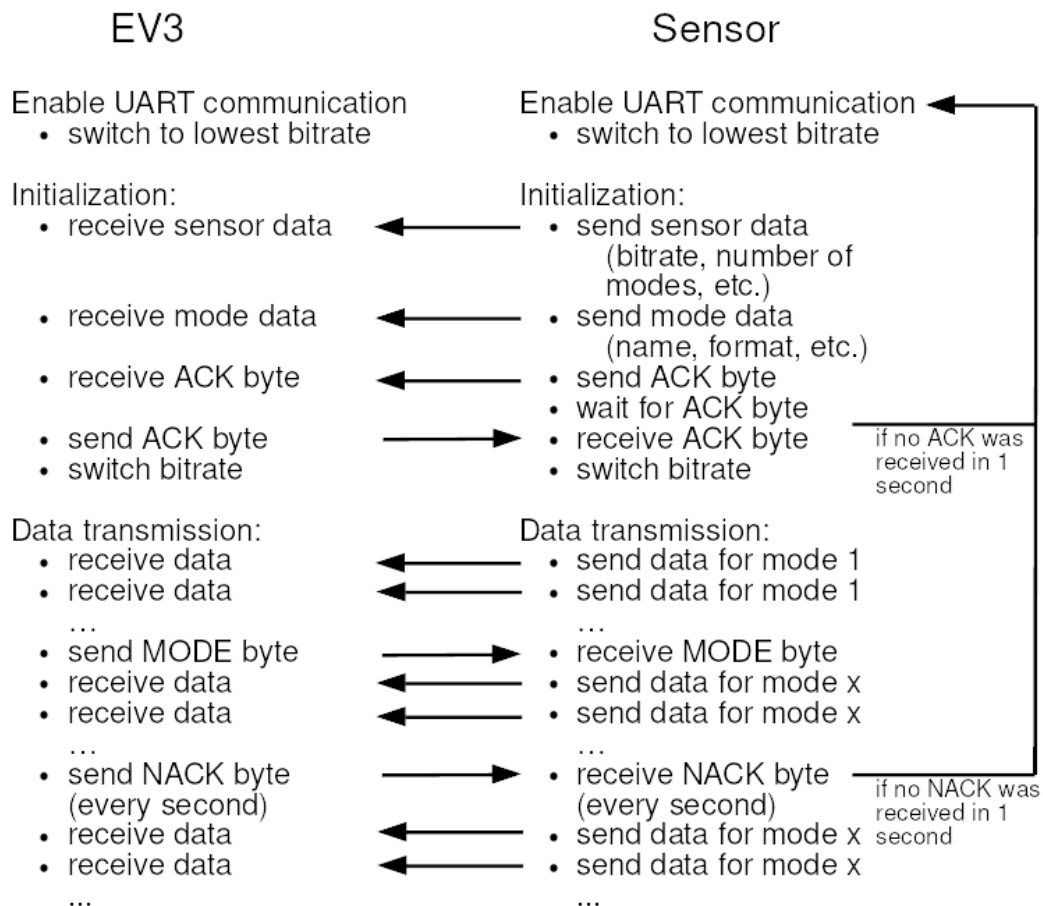 EV3
Enable UART communication
• switch to lowest bitrate
Initialization:
• receive sensor data
• receive mode data
• receive ACK byte
• send ACK byte
• switch bitrate
Data transmission:
• receive data
• receive data
…
• send MODE byte
• receive data
• receive data
…
• send NACK byte
(every second)
• receive data
• receive data
...
Sensor
Enable UART communication
• switch to lowest bitrate
Initialization:
• send sensor data
(bitrate, number of
modes, etc.)
• send mode data
(name, format, etc.)
• send ACK byte
• wait for ACK byte
• receive ACK byte
• switch bitrate
if no ACK was
received in 1
second
Data transmission:
• send data for mode 1
• send data for mode 1
…
• receive MODE byte
• send data for mode x
• send data for mode x
…
• receive NACK byte
(every second)
• send data for mode x
• send data for mode x
...
if no NACK was
received in 1
second